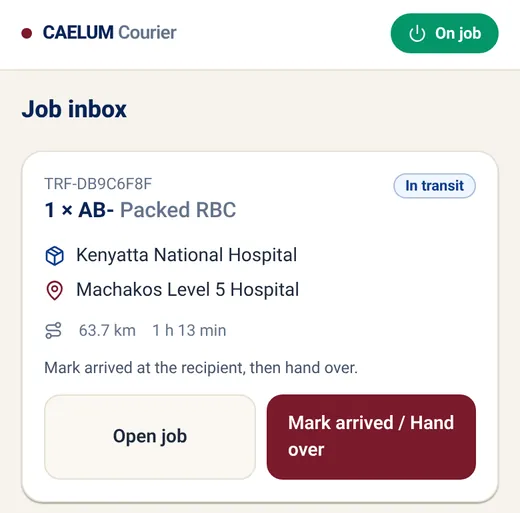 CAELUM Courier
On job
Job inbox
TRF-DB9C6F8F
In transit
1 × AB- Packed RBC
Kenyatta National Hospital
Machakos Level 5 Hospital
63.7 km 1 h 13 min
Mark arrived at the recipient, then hand over.
Open job
Mark arrived / Hand
over